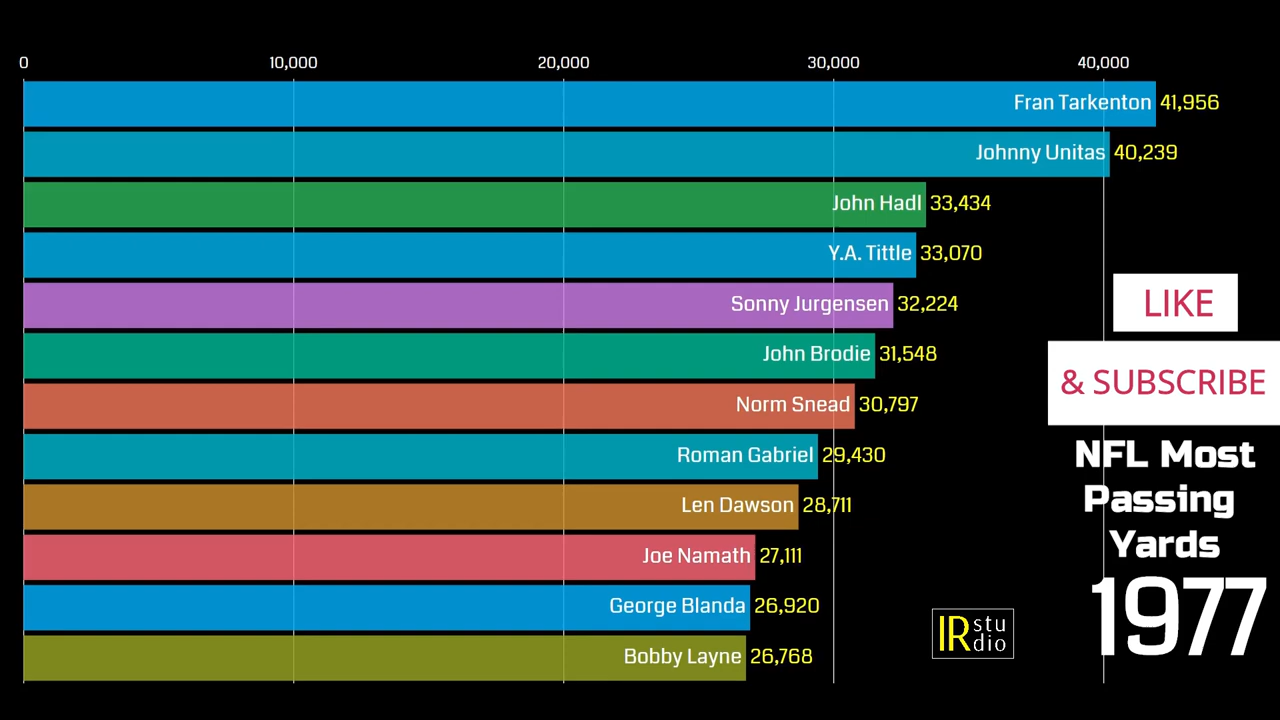 0 10,000 20,000 30,000 40,000
Fran Tarkenton 41,956
Johnny Unitas 40,239
John Hadl 33,434
Y.A. Tittle 33,070
Sonny Jurgensen 32,224
John Brodie 31,548
Norm Snead 30,797
Roman Gabriel 29,430
Len Dawson 28,711
Joe Namath 27,111
George Blanda 26,920
Bobby Layne 26,768
LIKE
& SUBSCRIBE
NFL Most
Passing
Yards
1977
IR stu
dio